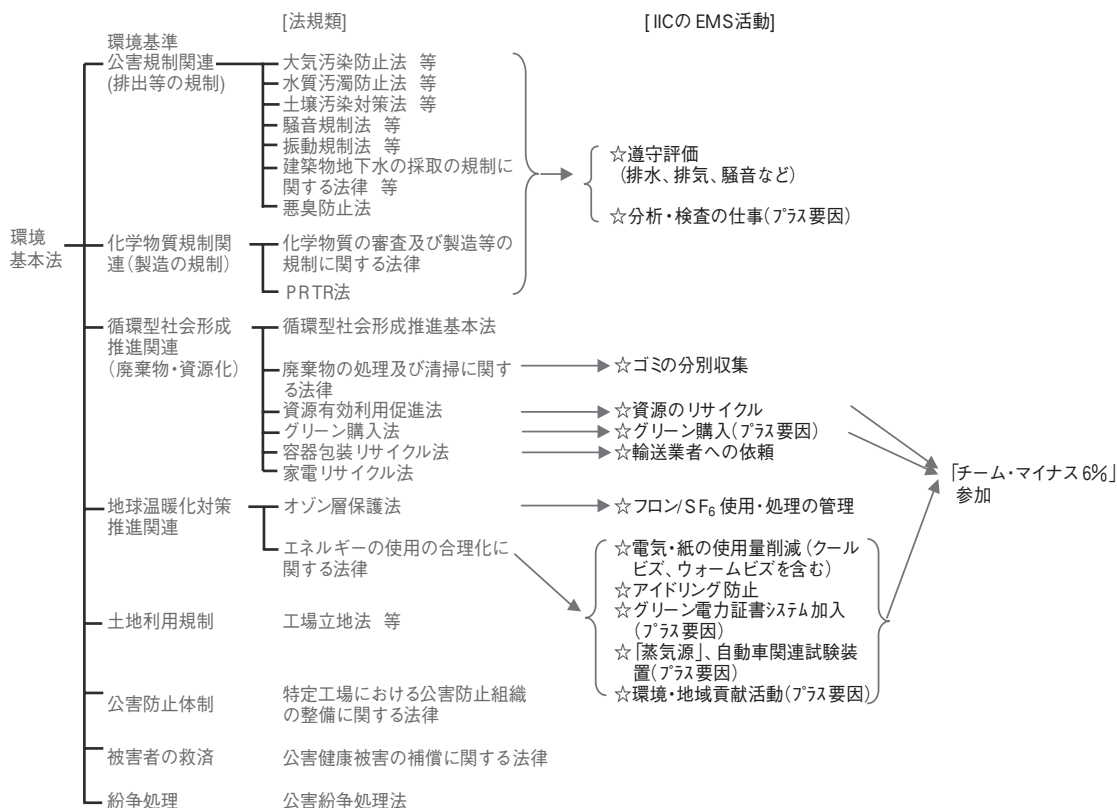 [法規類]
[IICの EMS活動]
環境基準
公害規制関連
(排出等の規制)
大気汚染防止法 等
水質汚濁防止法 等
土壌汚染対策法 等
騒音規制法 等
振動規制法 等
建築物地下水の採取の規制に
関する法律 等
悪臭防止法
☆遵守評価
(排水、排気、騒音など)
☆分析・検査の仕事(プラス要因)
環境
基本法
化学物質規制関
連(製造の規制)
化学物質の審査及び製造等の
規制に関する法律
PRTR法
循環型社会形成
推進関連
(廃棄物・資源化)
循環型社会形成推進基本法
廃棄物の処理及び清掃に関す
る法律
☆ゴミの分別収集
資源有効利用促進法
☆資源のリサイクル
グリーン購入法
☆グリーン購入(プラス要因)
容器包装リサイクル法
☆輸送業者への依頼
家電リサイクル法
「チーム・マイナス6%」
参加
地球温暖化対策
推進関連
オゾン層保護法
☆フロン/SF6 使用・処理の管理
エネルギーの使用の合理化に
関する法律
☆電気・紙の使用量削減(クール
ビズ、ウォームビズを含む)
☆アイドリング防止
☆グリーン電力証書システム加入
(プラス要因)
☆「蒸気源」、自動車関連試験装
置(プラス要因)
☆環境・地域貢献活動(プラス要因)
土地利用規制
工場立地法 等
公害防止体制
特定工場における公害防止組織
の整備に関する法律
被害者の救済
公害健康被害の補償に関する法律
紛争処理
公害紛争処理法